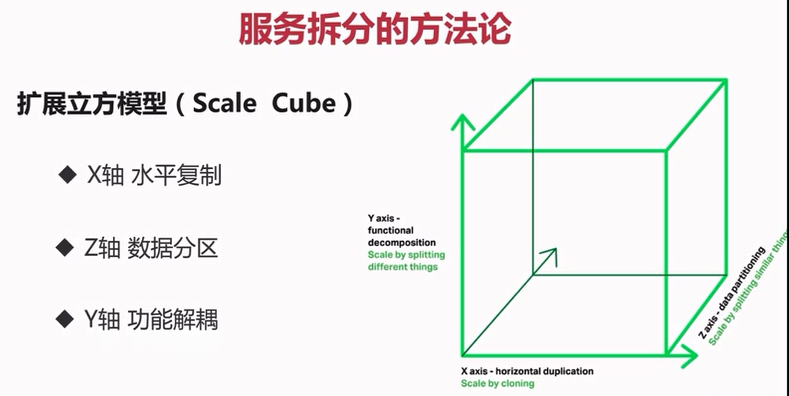 服务拆分的方法论
扩展立方模型（Scale Cube）
◆ X轴 水平复制
◆ Z轴 数据分区
◆ Y轴 功能解耦
Y axis -
functional
decomposition
Scale by splitting
different things
X axis - horizontal duplication
Scale by cloning
Z axis - data partitioning
Scale by splitting similar